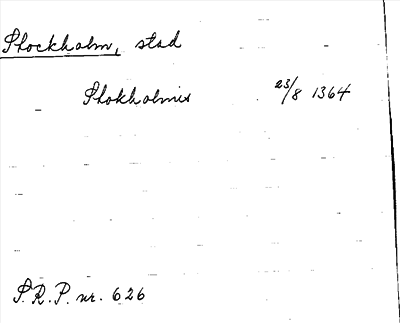 Stockholm, stad
Stokholmis 23/8 1364
S.R.P. nr. 626